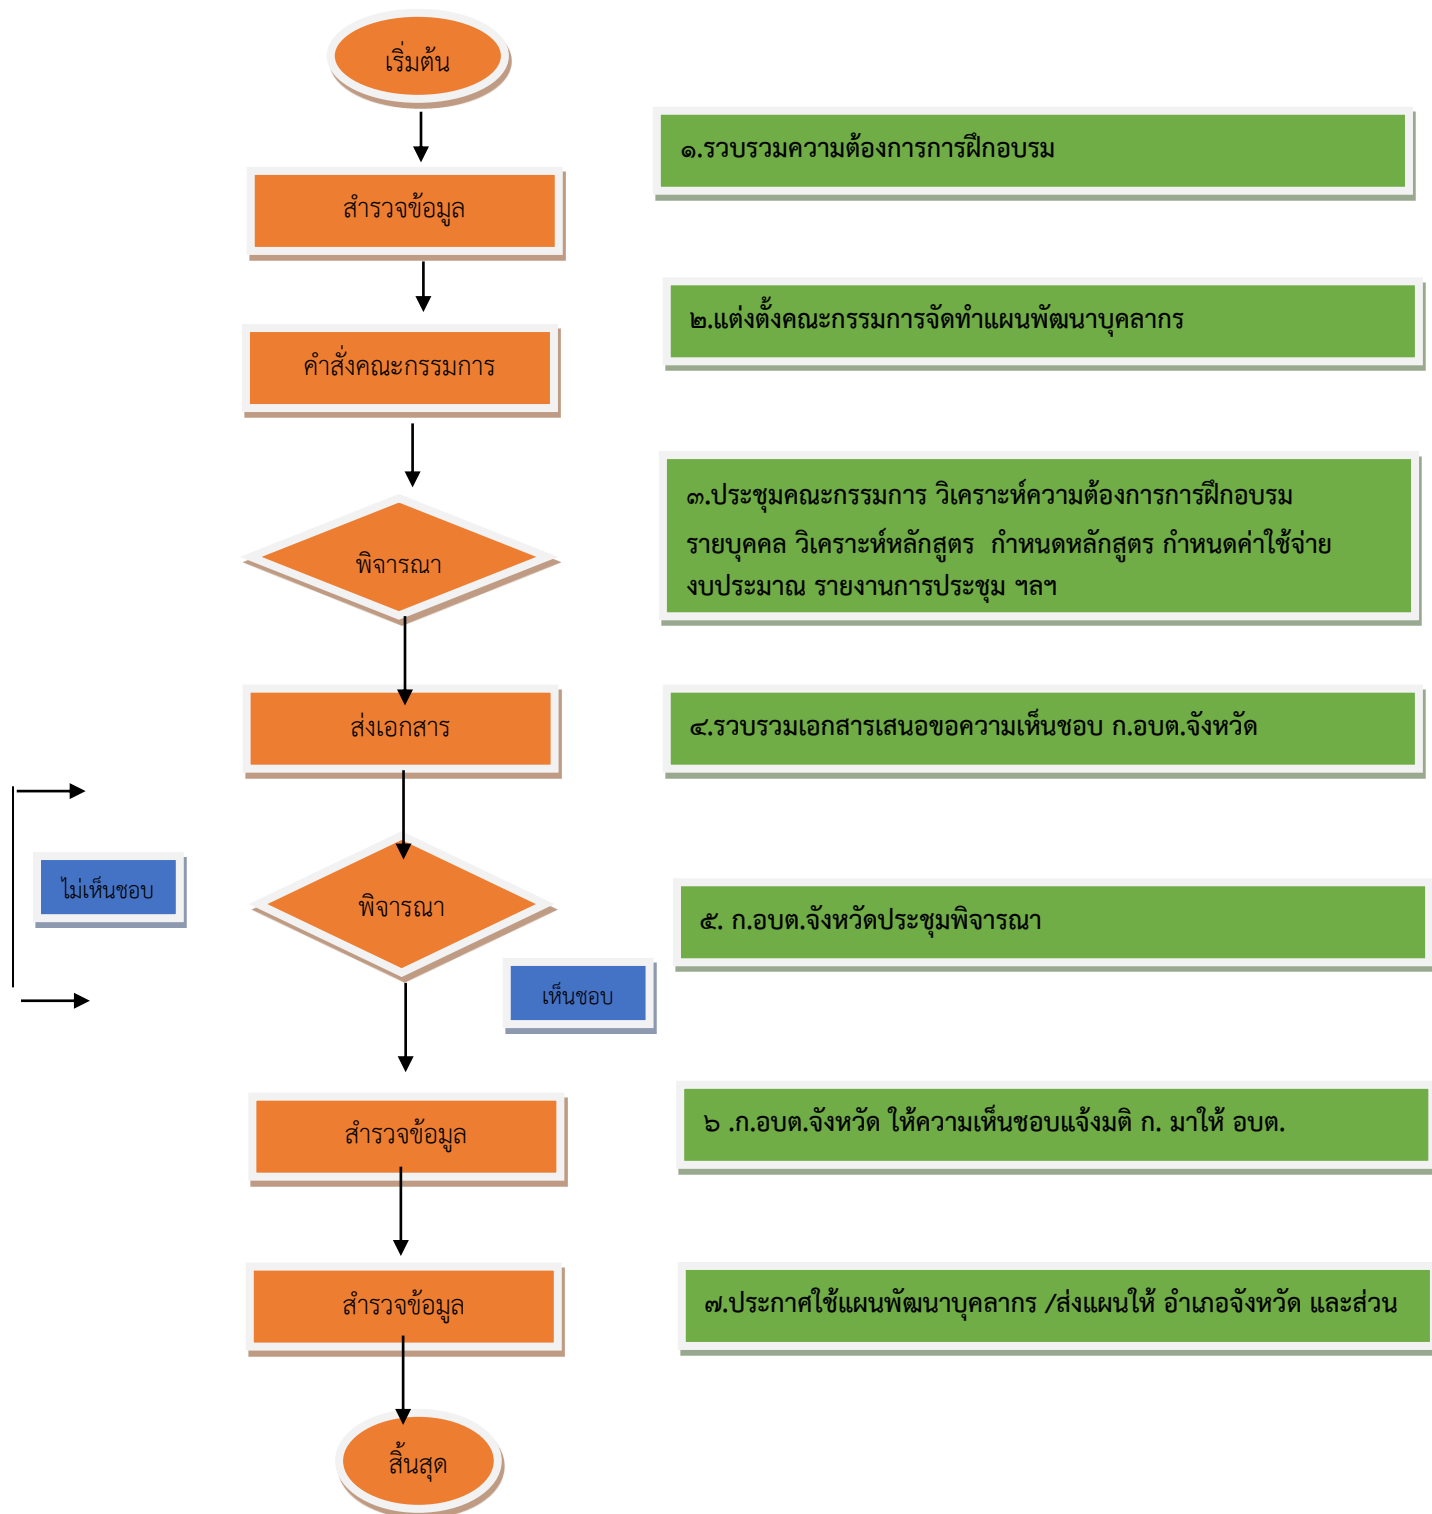 เริ่มต้น
๑.รวบรวมความต้องการการฝึกอบรม
สำรวจข้อมูล
๒.แต่งตั้งคณะกรรมการจัดทำแผนพัฒนาบุคลากร
คำสั่งคณะกรรมการ
๓.ประชุมคณะกรรมการ วิเคราะห์ความต้องการการฝึกอบรม
รายบุคคล วิเคราะห์หลักสูตร กำหนดหลักสูตร กำหนดค่าใช้จ่าย
งบประมาณ รายงานการประชุม ฯลฯ
พิจารณา
ส่งเอกสาร
๔.รวบรวมเอกสารเสนอขอความเห็นชอบ ก.อบต.จังหวัด
ไม่เห็นชอบ
พิจารณา
๕. ก.อบต.จังหวัดประชุมพิจารณา
เห็นชอบ
สำรวจข้อมูล
๖ .ก.อบต.จังหวัด ให้ความเห็นชอบแจ้งมติ ก. มาให้ อบต.
สำรวจข้อมูล
๗.ประกาศใช้แผนพัฒนาบุคลากร /ส่งแผนให้ อำเภอจังหวัด และส่วน
สิ้นสุด